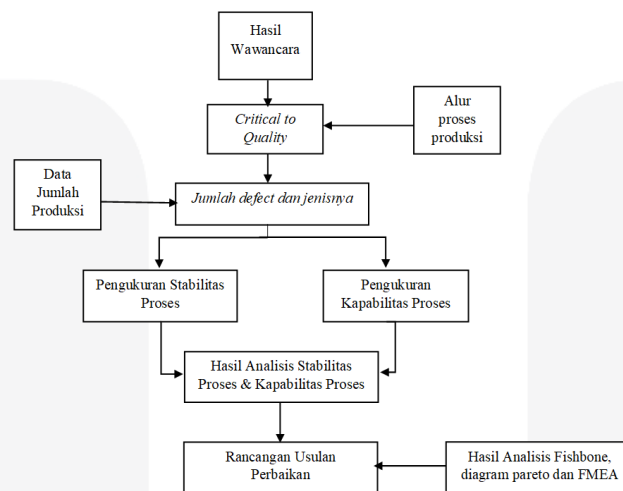 Hasil
Wawancara
Alur
proses
produksi
Critical to
Quality
Data
Jumlah
Produksi
Jumlah defect dan jenisnya
Pengukuran Stabilitas
Proses
Pengukuran
Kapabilitas Proses
Hasil Analisis Stabilitas
Proses & Kapabilitas Proses
Rancangan Usulan
Perbaikan
Hasil Analisis Fishbone,
diagram pareto dan FMEA